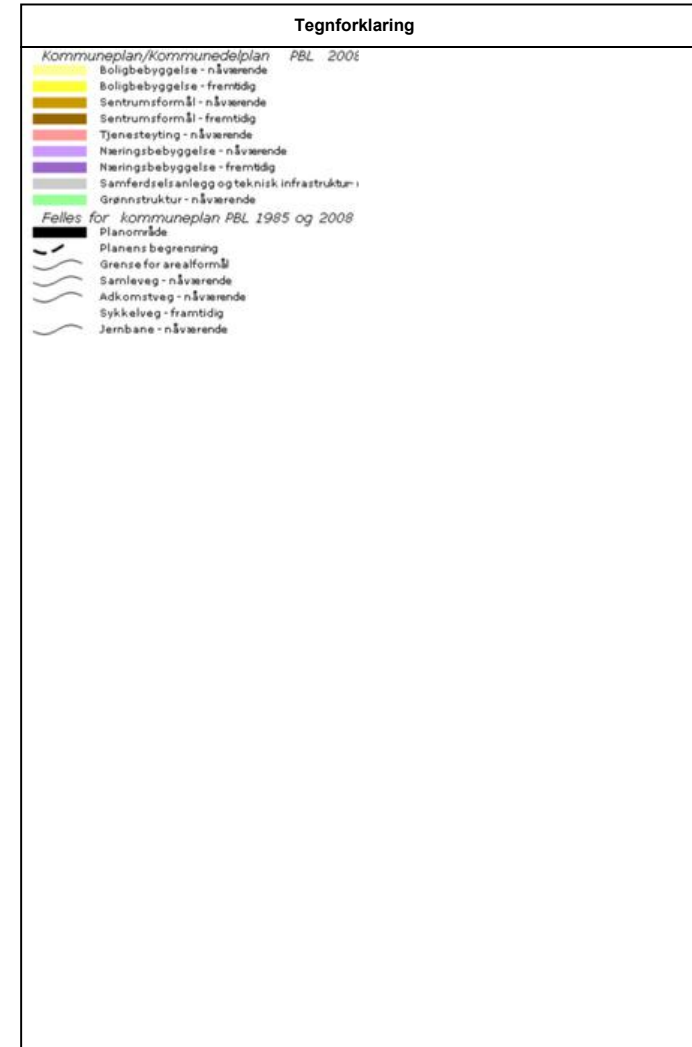 Tegnforklaring
Kommuneplan/Kommunedelplan PBL 2008
Boligbebyggelse - nåværende
Boligbebyggelse - fremtidig
Sentrumsformål - nåværende
Sentrumsformål - fremtidig
Tjenesteyting - nåværende
Næringsbebyggelse - nåværende
Næringsbebyggelse - fremtidig
Samferdselsanlegg og teknisk infrastruktur-
Grønnstruktur - nåværende
Felles for kommuneplan PBL 1985 og 2008
Planområde
Planens begrensning
Grense for arealformål
Samleveg - nåværende
Adkomstveg - nåværende
Sykkelveg - framtidig
Jernbane - nåværende